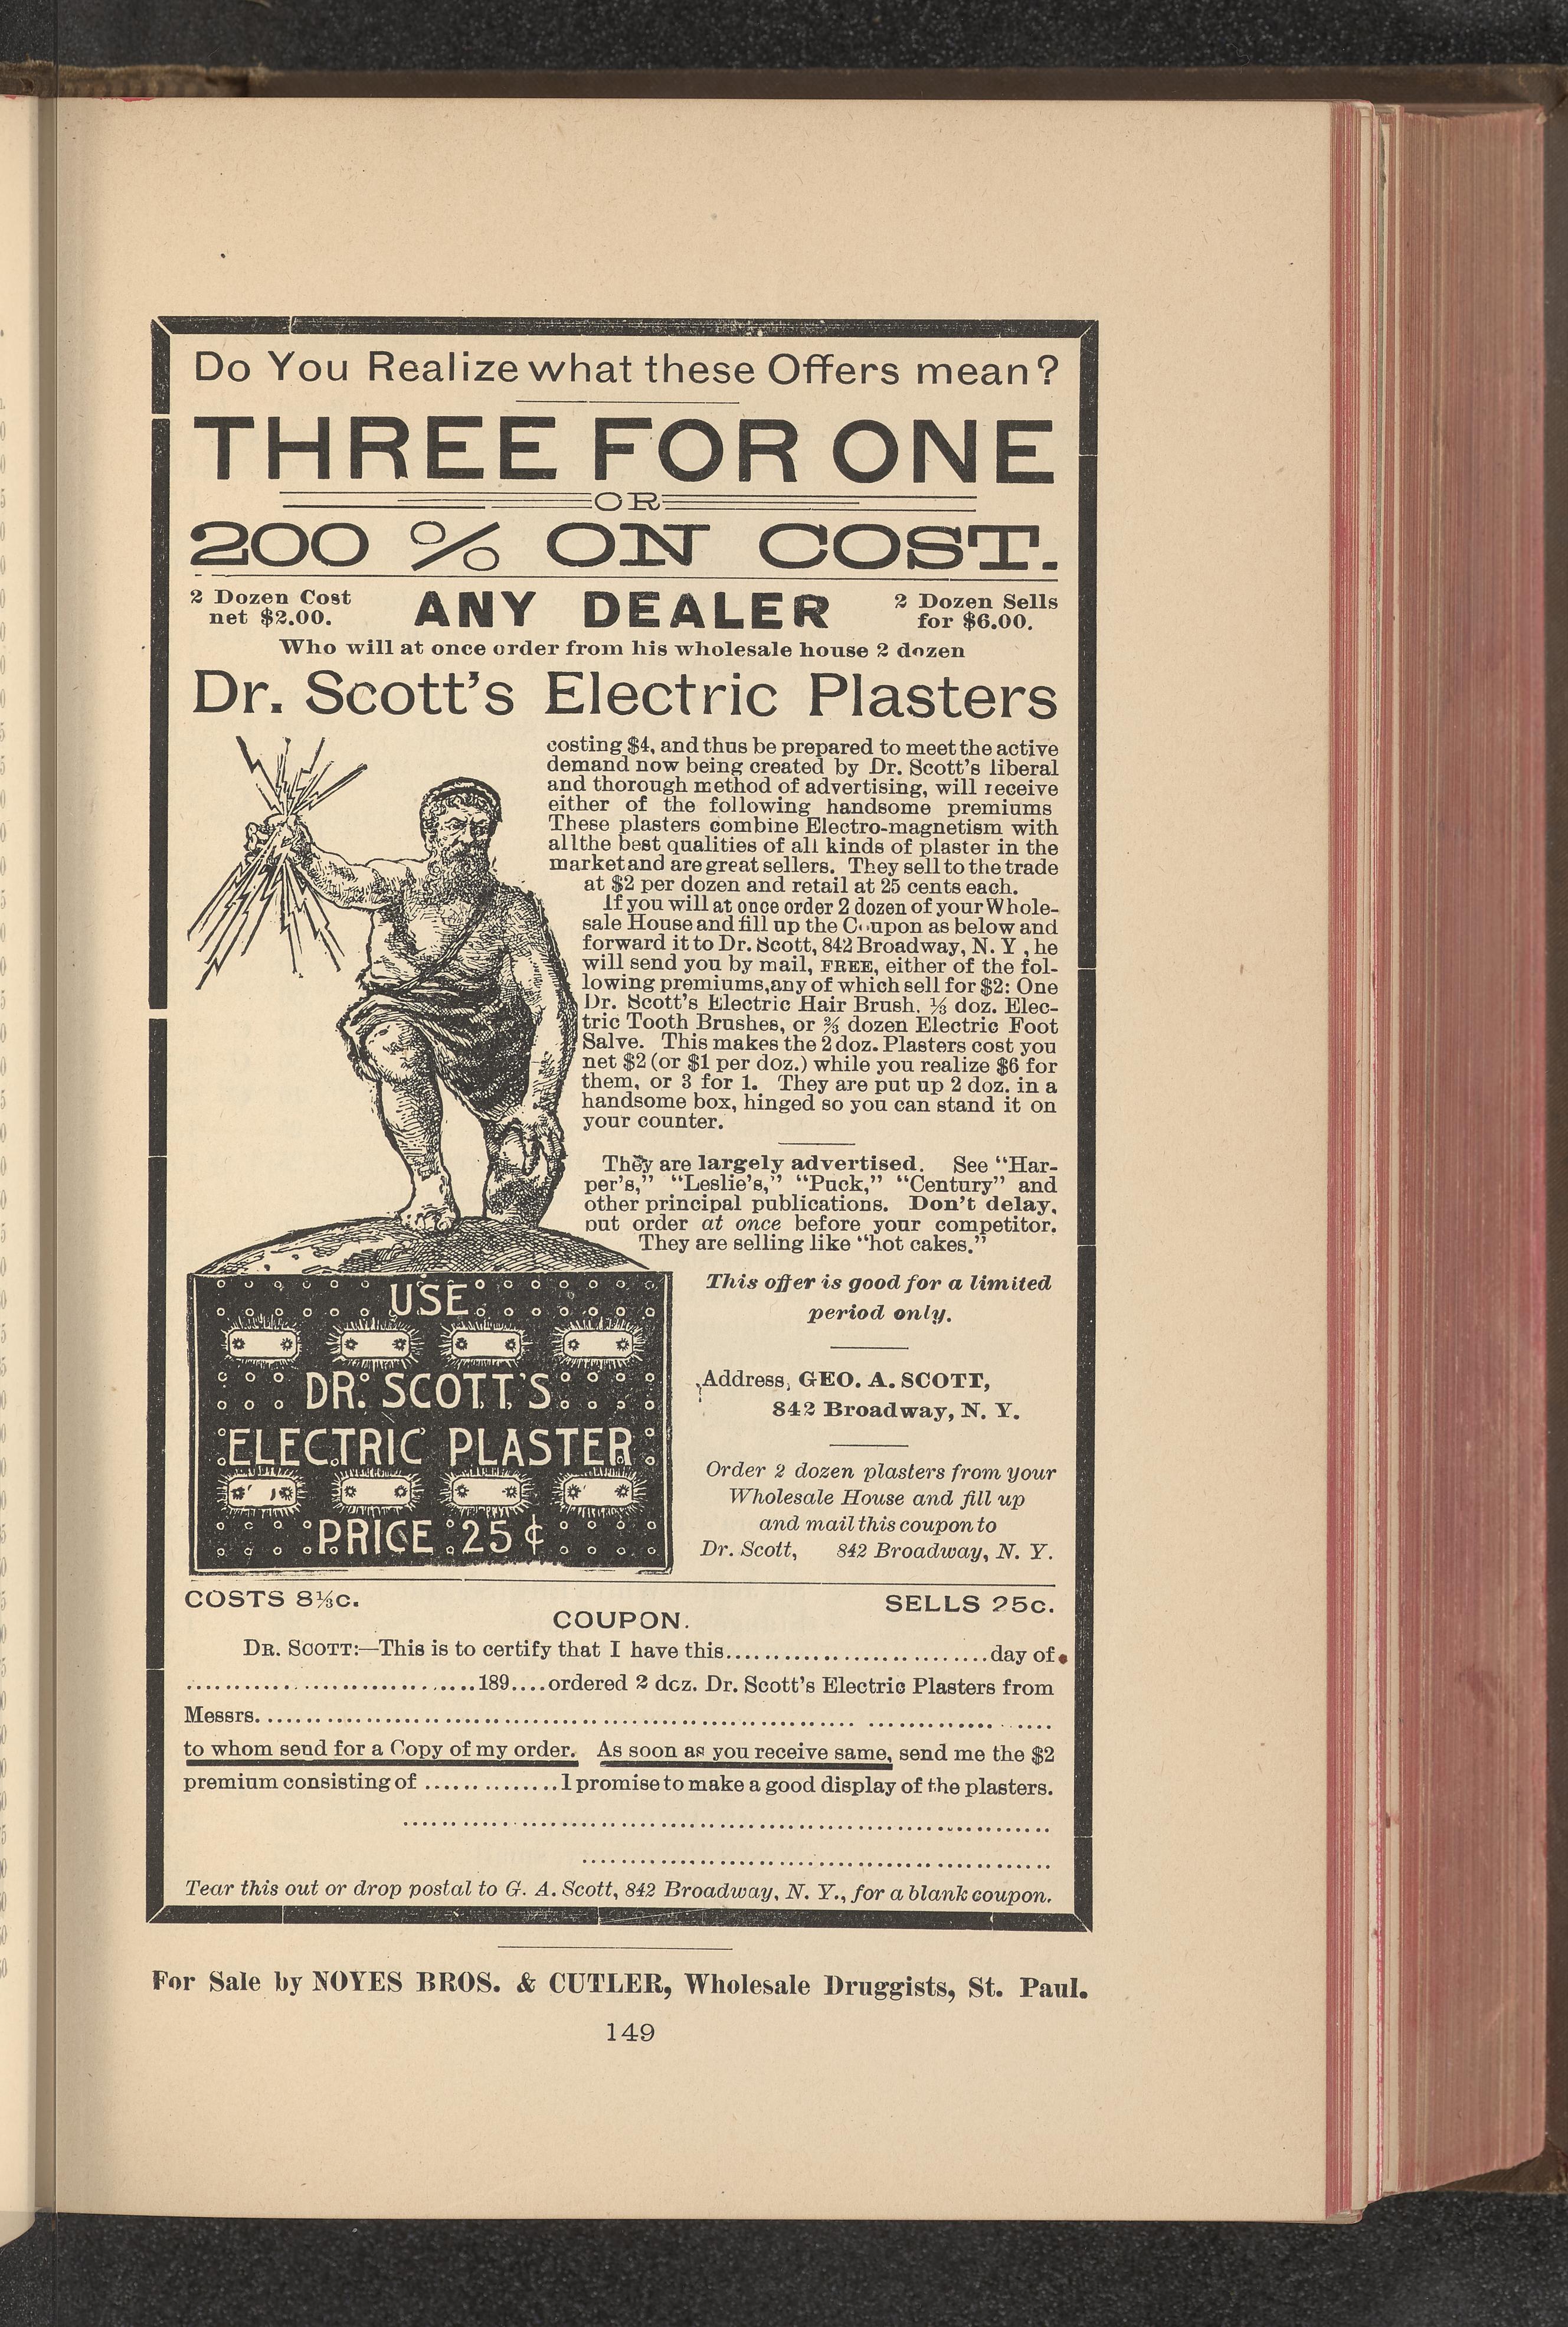 Do You Realize what these Offers mean?
THREE FOR ONE
OR
200 % ON COST.
2 Dozen Cost
net $2.00.
ANY DEALER
2 Dozen Sells
for $6.00.
Who will at once order from his wholesale house 2 dozen
Dr. Scott's Electric Plasters
costing $4, and thus be prepared to meet the active
demand now being created by Dr. Scott's liberal
and thorough method of advertising, will receive
either of the following handsome premiums
These plasters combine Electro-magnetism with
all the best qualities of all kinds of plaster in the
market and are great sellers. They sell to the trade
at $2 per dozen and retail at 25 cents each.
If you will at once order 2 dozen of your Whole-
sale House and fill up the Coupon as below and
forward it to Dr. Scott, 842 Broadway, N. Y , he
will send you by mail, FREE, either of the fol-
lowing premiums, any of which sell for $2: One
Dr. Scott's Electric Hair Brush. ⅓ doz. Elec-
tric Tooth Brushes, or ⅔ dozen Electric Foot
Salve. This makes the 2 doz. Plasters cost you
net $2 (or $1 per doz.) while you realize $6 for
them, or 3 for 1. They are put up 2 doz. in a
handsome box, hinged so you can stand it on
your counter.
They are largely advertised. See "Har-
per's," "Leslie's," "Puck," "Century" and
other principal publications. Don't delay,
put order at once before your competitor.
They are selling like "hot cakes."
This offer is good for a limited
period only.
Address, GEO. A. SCOTT,
842 Broadway, N. Y.
Order 2 dozen plasters from your
Wholesale House and fill up
and mail this coupon to
Dr. Scott, 842 Broadway, N. Y.
USE
DR. SCOTT'S
ELECTRIC PLASTER
PRICE 25 ¢
COSTS 8⅓c.
SELLS 25c.
COUPON.
DR. SCOTT:—This is to certify that I have this.............................day of
................................189....ordered 2 doz. Dr. Scott's Electric Plasters from
Messrs.................................................................................
to whom send for a Copy of my order. As soon as you receive same, send me the $2
premium consisting of ..............I promise to make a good display of the plasters.
......................................................................
..................................................
Tear this out or drop postal to G. A. Scott, 842 Broadway, N. Y., for a blank coupon.
For Sale by NOYES BROS. & CUTLER, Wholesale Druggists, St. Paul.
149